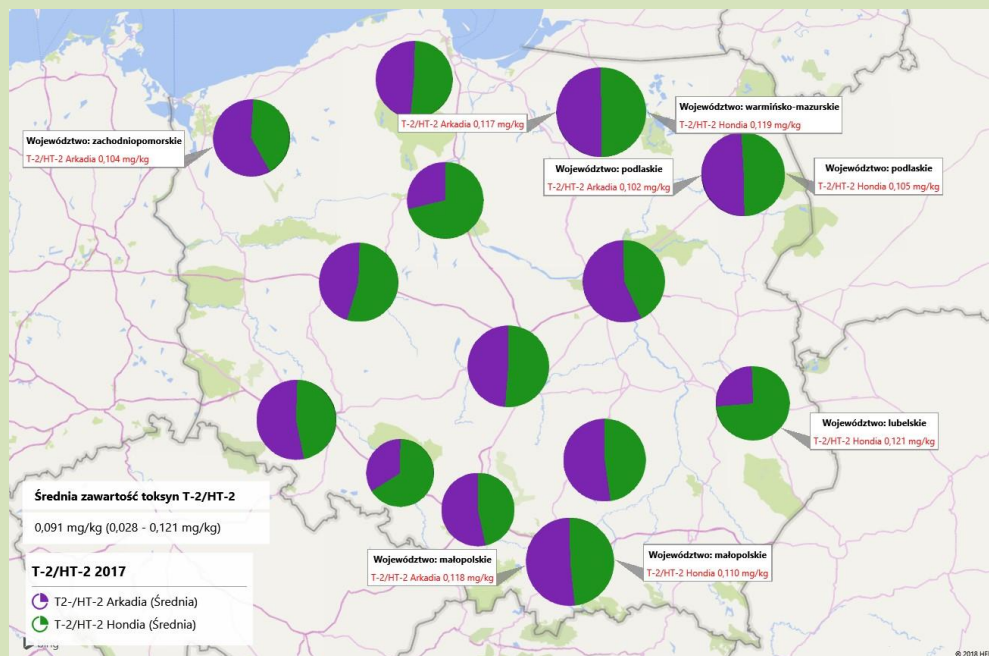 Województwo: zachodniopomorskie
T-2/HT-2 Arkadia 0,104 mg/kg
T-2/HT-2 Arkadia 0,117 mg/kg
Województwo: warmińsko-mazurskie
T-2/HT-2 Hondia 0,119 mg/kg
Województwo: podlaskie
T-2/HT-2 Arkadia 0,102 mg/kg
Województwo: podlaskie
T-2/HT-2 Hondia 0,105 mg/kg
Województwo: lubelskie
T-2/HT-2 Hondia 0,121 mg/kg
Średnia zawartość toksyn T-2/HT-2
0,091 mg/kg (0,028 - 0,121 mg/kg)
Województwo: małopolskie
T-2/HT-2 Arkadia 0,118 mg/kg
Województwo: małopolskie
T-2/HT-2 Hondia 0,110 mg/kg
T-2/HT-2 2017
T2-/HT-2 Arkadia (Średnia)
T-2/HT-2 Hondia (Średnia)
© 2018